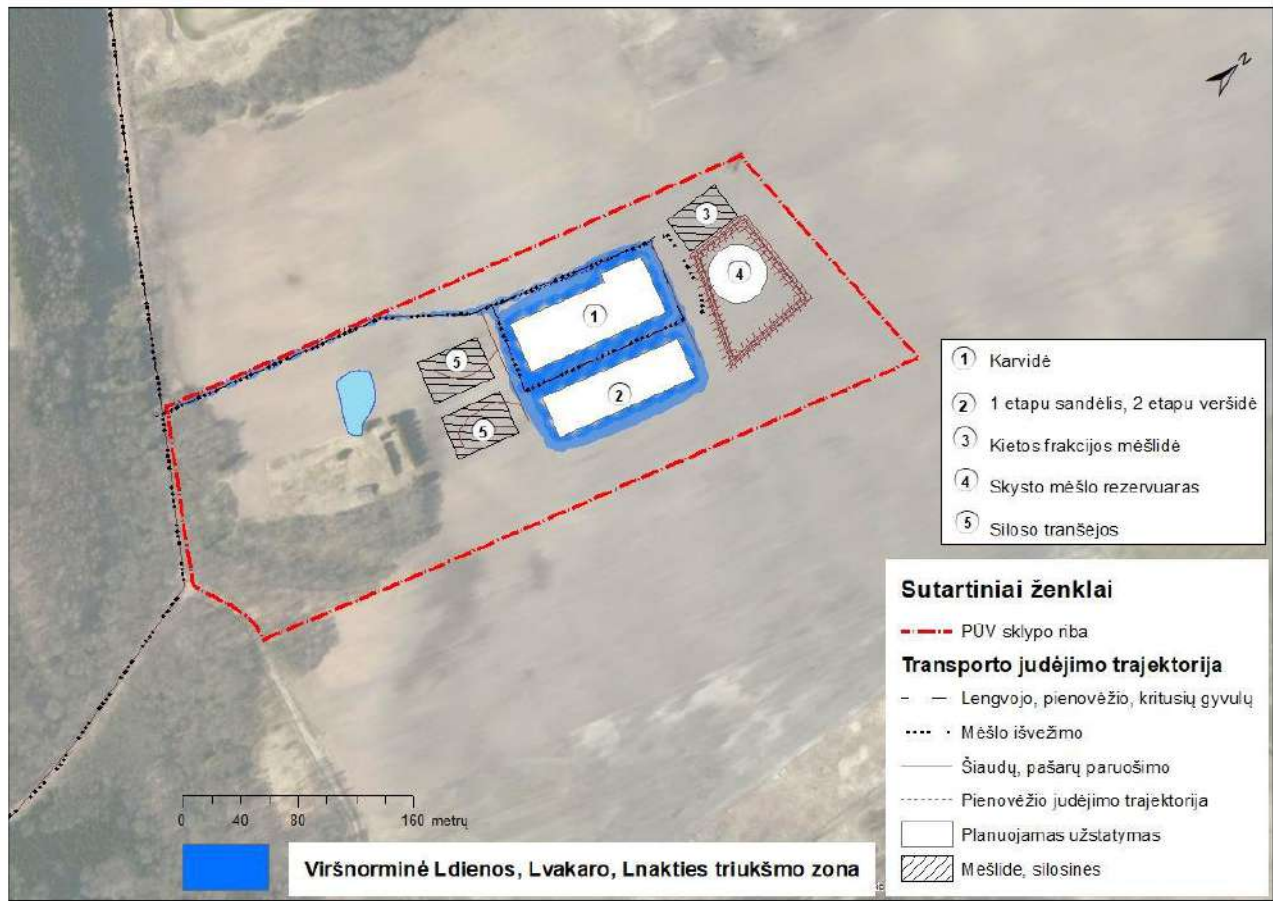 N
3
4
1
2
5
5
1 Karvidė
2 1 etapu sandėlis, 2 etapu veršidė
3 Kietos frakcijos mėšlidė
4 Skysto mėšlo rezervuaras
5 Siloso tranšėjos
Sutartiniai ženklai
PŪV sklypo riba
Transporto judėjimo trajektorija
Lengvojo, pienovėžio, kritusių gyvulų
Mėšlo išvežimo
Šiaudų, pašarų paruošimo
Pienovėžio judėjimo trajektorija
Planuojamas užstatymas
Mėšlidė, silosinės
0 40 80 160 metrų
Viršnorminė Ldienos, Lvakaro, Lnakties triukšmo zona